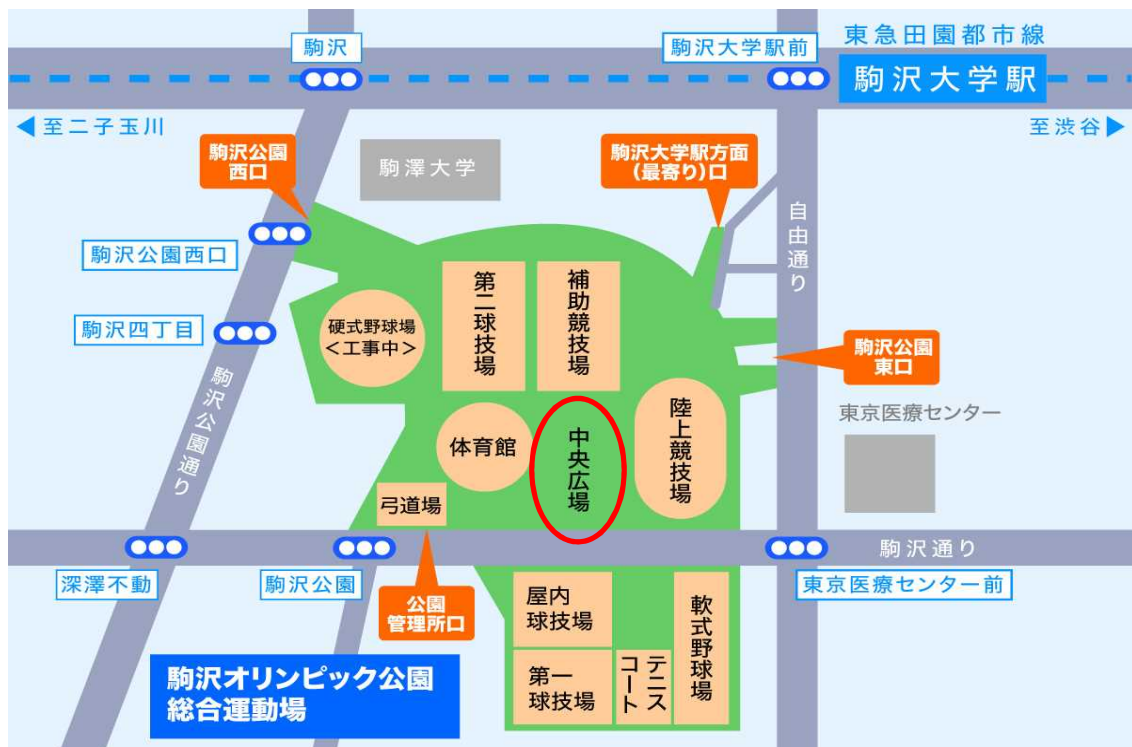 駒沢
駒沢大学駅前
東急田園都市線
駒沢大学駅
◀至二子玉川
至渋谷▶
駒沢公園
西口
駒澤大学
駒沢大学駅方面
(最寄り)口
自由通り
駒沢公園西口
駒沢四丁目
硬式野球場
<工事中>
第二球技場
補助競技場
駒沢公園
東口
駒沢公園通り
体育館
中央広場
陸上競技場
東京医療センター
弓道場
駒沢通り
深澤不動
駒沢公園
公園
管理所口
東京医療センター前
屋内
球技場
第一
球技場
テニス
コート
軟式野球場
駒沢オリンピック公園
総合運動場